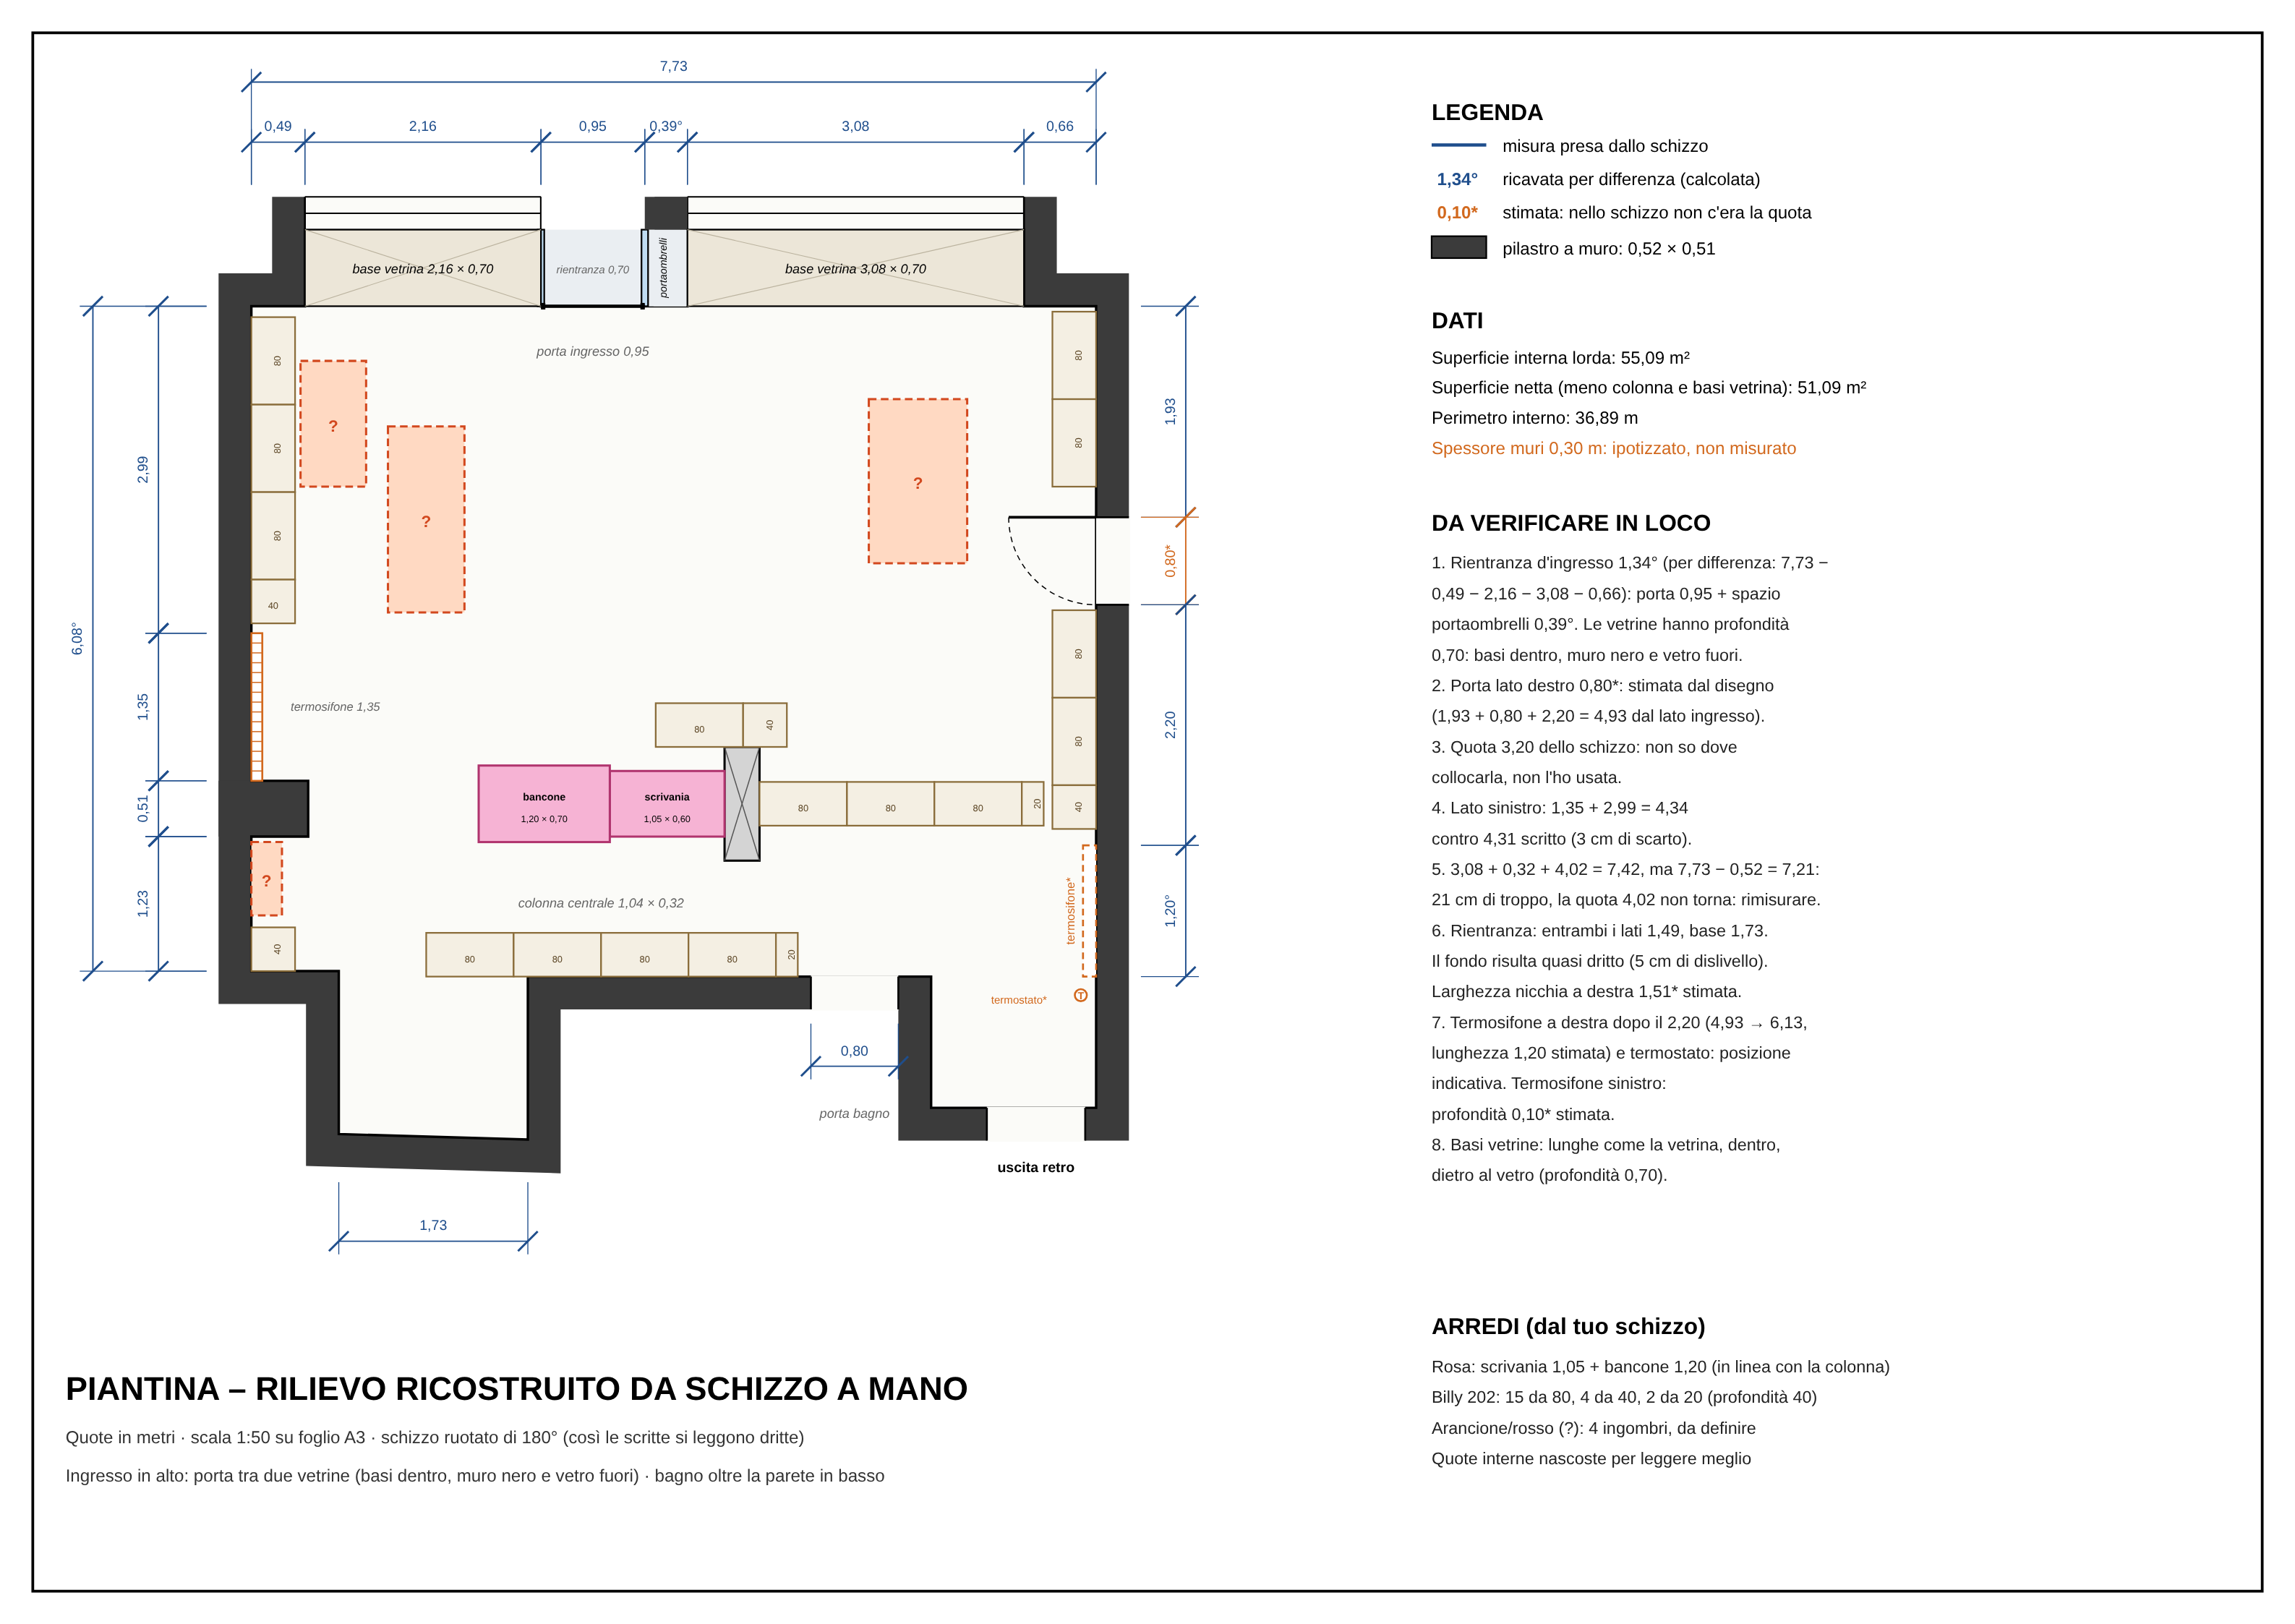 7,73
0,49 2,16 0,95 0,39° 3,08 0,66
base vetrina 2,16 × 0,70
rientranza 0,70
portaombrelli
base vetrina 3,08 × 0,70
porta ingresso 0,95
80
80
80
40
?
?
?
80
80
2,99
1,93
0,80*
6,08°
1,35
termosifone 1,35
80
40
80
80
40
2,20
bancone
1,20 × 0,70
scrivania
1,05 × 0,60
80
80
80
20
0,51
1,23
?
40
colonna centrale 1,04 × 0,32
80
80
80
80
20
termosifone*
1,20°
termostato*
T
0,80
porta bagno
uscita retro
1,73
PIANTINA – RILIEVO RICOSTRUITO DA SCHIZZO A MANO
Quote in metri · scala 1:50 su foglio A3 · schizzo ruotato di 180° (così le scritte si leggono dritte)
Ingresso in alto: porta tra due vetrine (basi dentro, muro nero e vetro fuori) · bagno oltre la parete in basso
LEGENDA
misura presa dallo schizzo
1,34° ricavata per differenza (calcolata)
0,10* stimata: nello schizzo non c'era la quota
pilastro a muro: 0,52 × 0,51
DATI
Superficie interna lorda: 55,09 m²
Superficie netta (meno colonna e basi vetrina): 51,09 m²
Perimetro interno: 36,89 m
Spessore muri 0,30 m: ipotizzato, non misurato
DA VERIFICARE IN LOCO
1. Rientranza d'ingresso 1,34° (per differenza: 7,73 −
0,49 − 2,16 − 3,08 − 0,66): porta 0,95 + spazio
portaombrelli 0,39°. Le vetrine hanno profondità
0,70: basi dentro, muro nero e vetro fuori.
2. Porta lato destro 0,80*: stimata dal disegno
(1,93 + 0,80 + 2,20 = 4,93 dal lato ingresso).
3. Quota 3,20 dello schizzo: non so dove
collocarla, non l'ho usata.
4. Lato sinistro: 1,35 + 2,99 = 4,34
contro 4,31 scritto (3 cm di scarto).
5. 3,08 + 0,32 + 4,02 = 7,42, ma 7,73 − 0,52 = 7,21:
21 cm di troppo, la quota 4,02 non torna: rimisurare.
6. Rientranza: entrambi i lati 1,49, base 1,73.
Il fondo risulta quasi dritto (5 cm di dislivello).
Larghezza nicchia a destra 1,51* stimata.
7. Termosifone a destra dopo il 2,20 (4,93 → 6,13,
lunghezza 1,20 stimata) e termostato: posizione
indicativa. Termosifone sinistro:
profondità 0,10* stimata.
8. Basi vetrine: lunghe come la vetrina, dentro,
dietro al vetro (profondità 0,70).
ARREDI (dal tuo schizzo)
Rosa: scrivania 1,05 + bancone 1,20 (in linea con la colonna)
Billy 202: 15 da 80, 4 da 40, 2 da 20 (profondità 40)
Arancione/rosso (?): 4 ingombri, da definire
Quote interne nascoste per leggere meglio